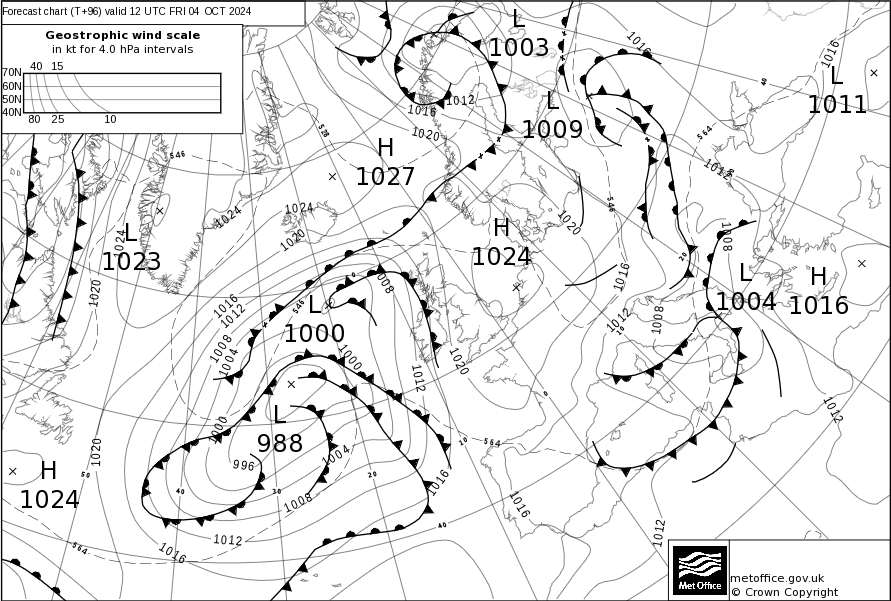 Forecast chart (T+96) valid 12 UTC FRI 04 OCT 2024
Geostrophic wind scale
in kt for 4.0 hPa intervals
40 15
70N
60N
50N
40N
80 25 10
L
1003
1016
1016
L
1011
40
1012
1016
L
1009
1020
528
546
564
H
1027
1012
1024
1024
1020
1020
546
1008
L
1023
1024
H
1024
20
L
1004
H
1016
1020
1016
0
1008
546
1016
1012
L
1000
1008
1012
10
1008
1004
1000
1020
1012
0
1012
L
988
1000
10
564
1020
996
1004
H
1024
50
40
30
20
1016
1008
1016
40
1012
1012
564
1016
Met Office
metoffice.gov.uk
© Crown Copyright